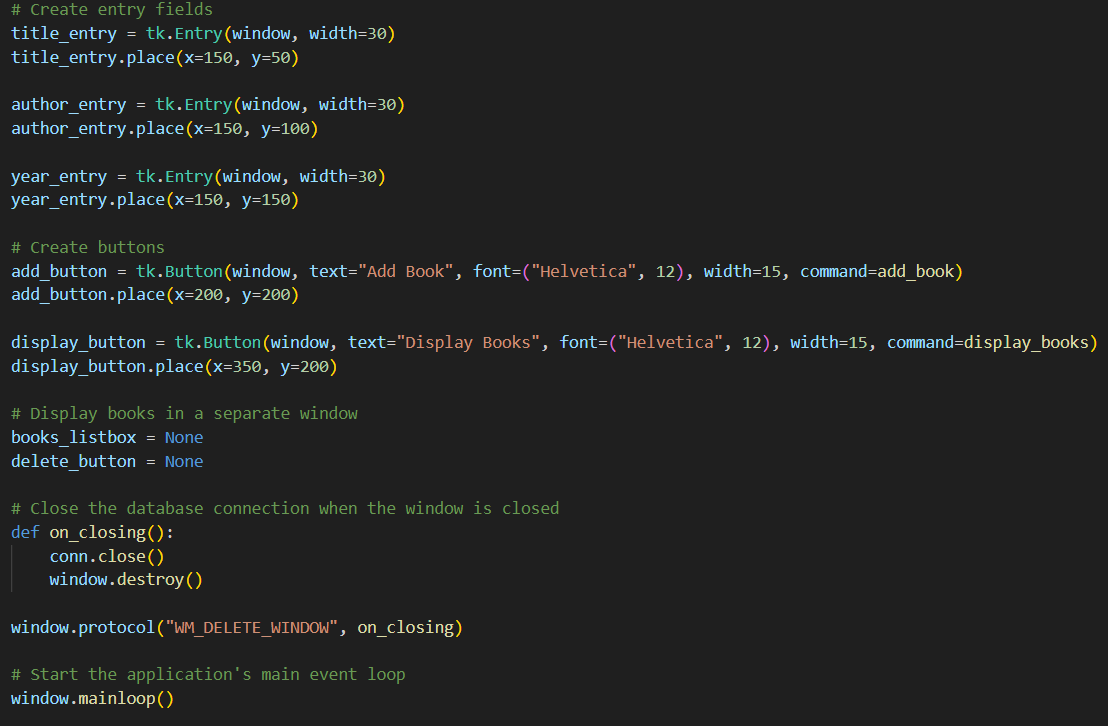 # Create entry fields
title_entry = tk.Entry(window, width=30)
title_entry.place(x=150, y=50)

author_entry = tk.Entry(window, width=30)
author_entry.place(x=150, y=100)

year_entry = tk.Entry(window, width=30)
year_entry.place(x=150, y=150)

# Create buttons
add_button = tk.Button(window, text="Add Book", font=("Helvetica", 12), width=15, command=add_book)
add_button.place(x=200, y=200)

display_button = tk.Button(window, text="Display Books", font=("Helvetica", 12), width=15, command=display_books)
display_button.place(x=350, y=200)

# Display books in a separate window
books_listbox = None
delete_button = None

# Close the database connection when the window is closed
def on_closing():
    conn.close()
    window.destroy()

window.protocol("WM_DELETE_WINDOW", on_closing)

# Start the application's main event loop
window.mainloop()